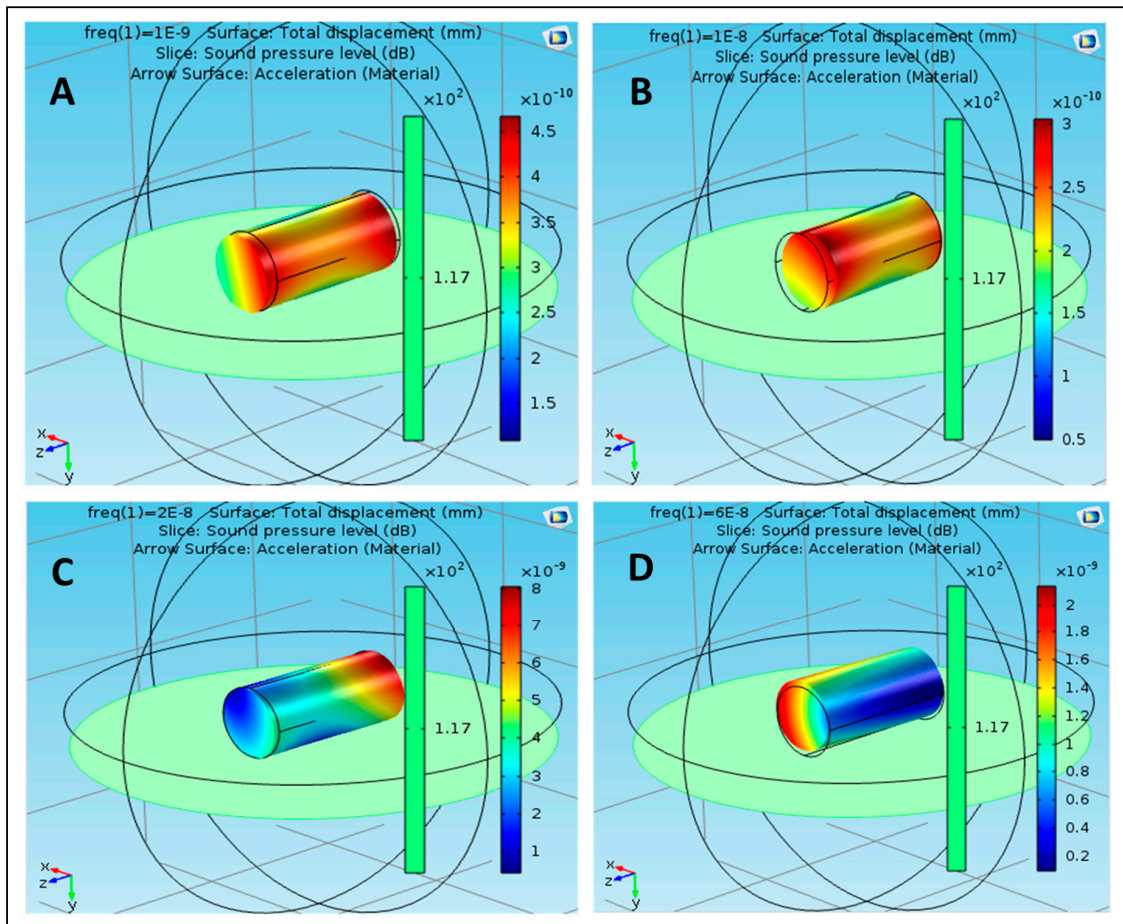 freq(1)=1E-9 Surface: Total displacement (mm)
Slice: Sound pressure level (dB)
Arrow Surface: Acceleration (Material)
A
×10²
×10⁻¹⁰
4.5
4
3.5
3
2.5
2
1.5
1.17
x
z
y
freq(1)=1E-8 Surface: Total displacement (mm)
Slice: Sound pressure level (dB)
Arrow Surface: Acceleration (Material)
B
×10²
×10⁻¹⁰
3
2.5
2
1.5
1
0.5
1.17
x
z
y
freq(1)=2E-8 Surface: Total displacement (mm)
Slice: Sound pressure level (dB)
Arrow Surface: Acceleration (Material)
C
×10²
×10⁻⁹
8
7
6
5
4
3
2
1
1.17
x
z
y
freq(1)=6E-8 Surface: Total displacement (mm)
Slice: Sound pressure level (dB)
Arrow Surface: Acceleration (Material)
D
×10²
×10⁻⁹
2
1.8
1.6
1.4
1.2
1
0.8
0.6
0.4
0.2
1.17
x
z
y